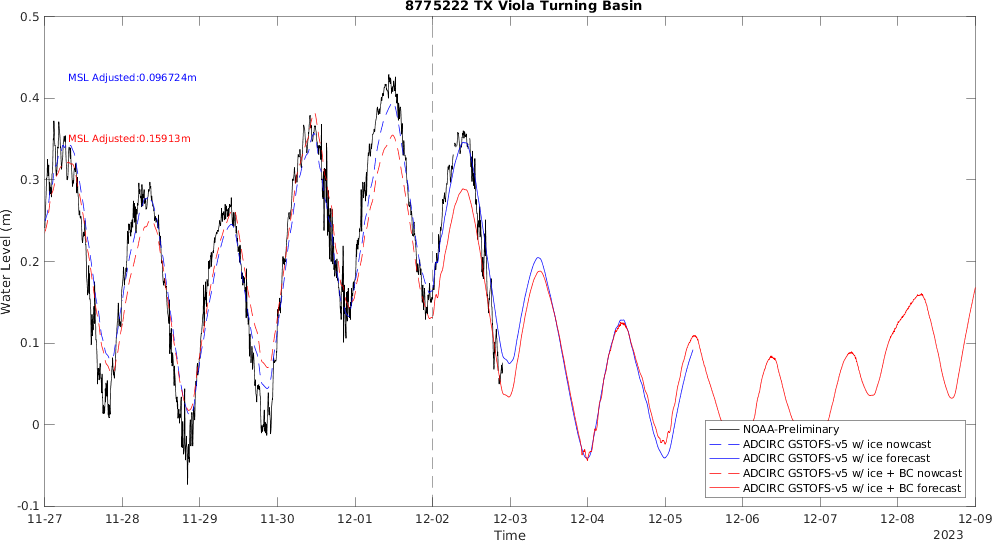 8775222 TX Viola Turning Basin
Water Level (m)
0.5
0.4
0.3
0.2
0.1
0
-0.1
MSL Adjusted:0.096724m
MSL Adjusted:0.15913m
NOAA-Preliminary
ADCIRC GSTOFS-v5 w/ ice nowcast
ADCIRC GSTOFS-v5 w/ ice forecast
ADCIRC GSTOFS-v5 w/ ice + BC nowcast
ADCIRC GSTOFS-v5 w/ ice + BC forecast
11-27 11-28 11-29 11-30 12-01 12-02 12-03 12-04 12-05 12-06 12-07 12-08 12-09
Time
2023